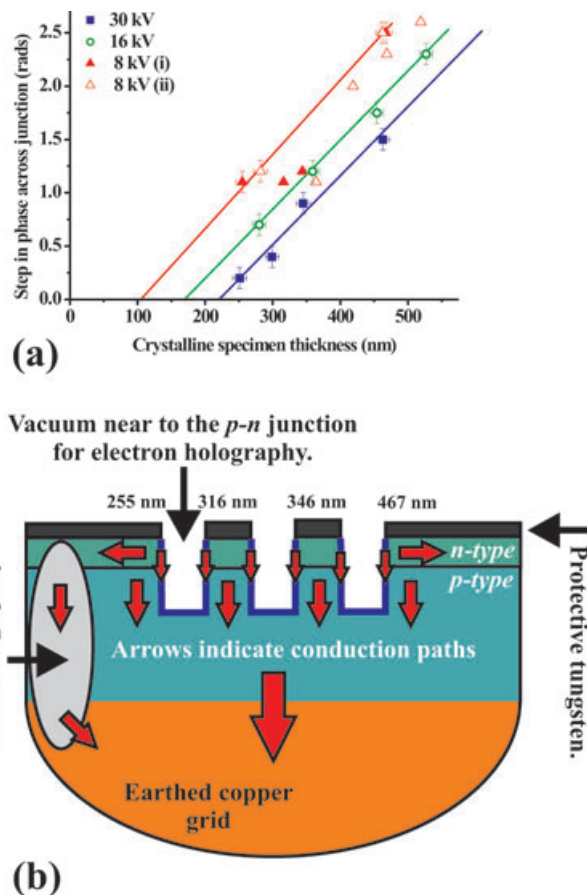 (a)
30 kV
16 kV
8 kV (i)
8 kV (ii)
Step in phase across junction (rads)
2.5
2.0
1.5
1.0
0.5
0.0
0 100 200 300 400 500
Crystalline specimen thickness (nm)
Vacuum near to the p-n junction
for electron holography.
255 nm 316 nm 346 nm 467 nm
n-type
p-type
Arrows indicate conduction paths
Protective tungsten.
Earthed copper
grid
(b)